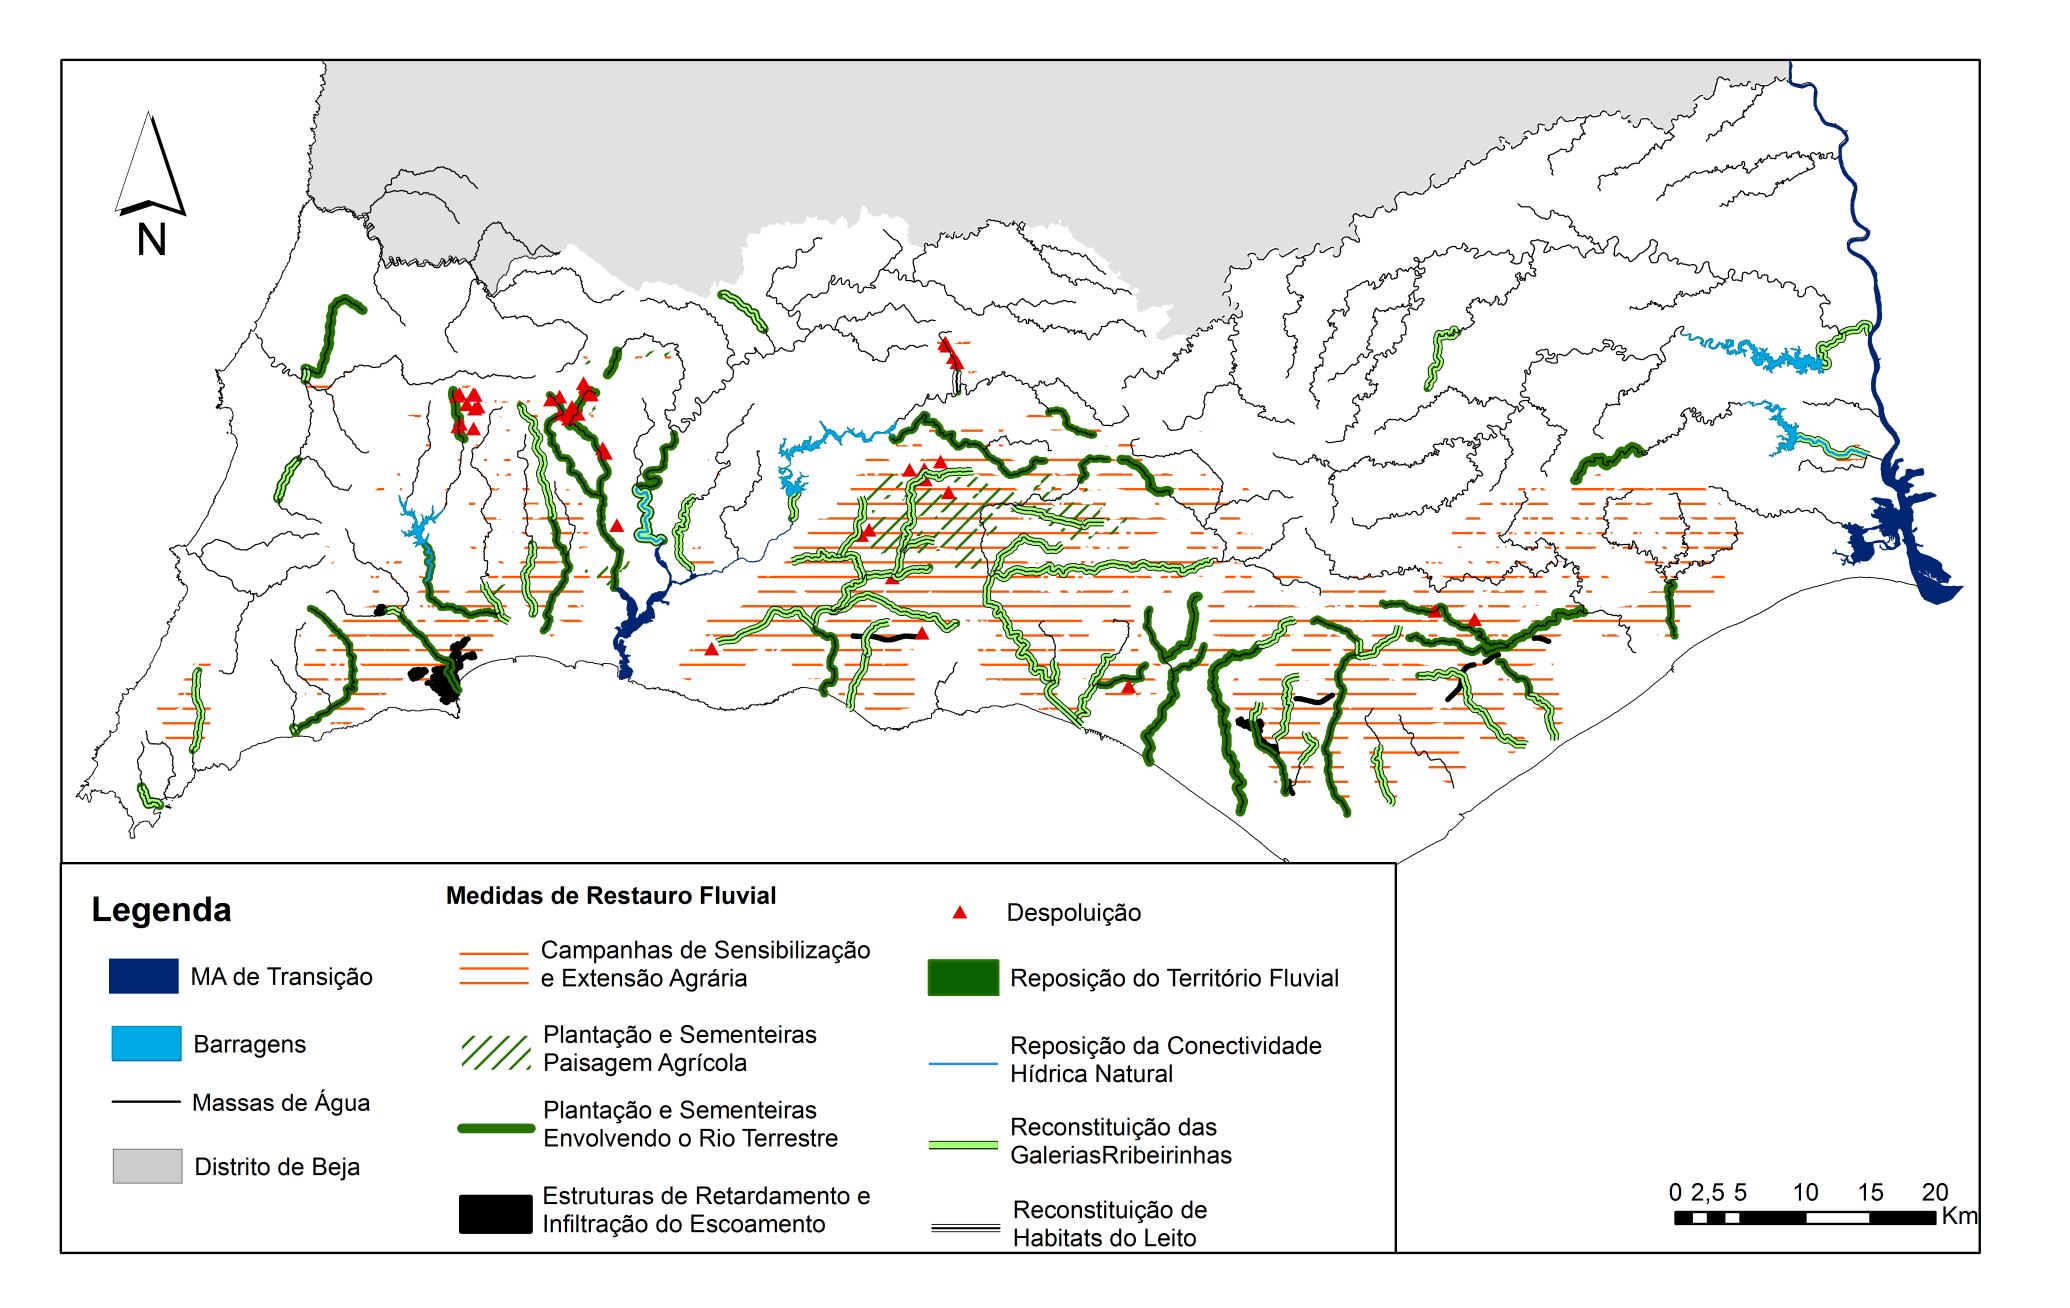 N
Legenda
MA de Transição
Barragens
Massas de Água
Distrito de Beja
Medidas de Restauro Fluvial
Campanhas de Sensibilização
e Extensão Agrária
Plantação e Sementeiras
Paisagem Agrícola
Plantação e Sementeiras
Envolvendo o Rio Terrestre
Estruturas de Retardamento e
Infiltração do Escoamento
Despoluição
Reposição do Território Fluvial
Reposição da Conectividade
Hídrica Natural
Reconstituição das
GaleriasRribeirinhas
Reconstituição de
Habitats do Leito
0 2,5 5 10 15 20
Km